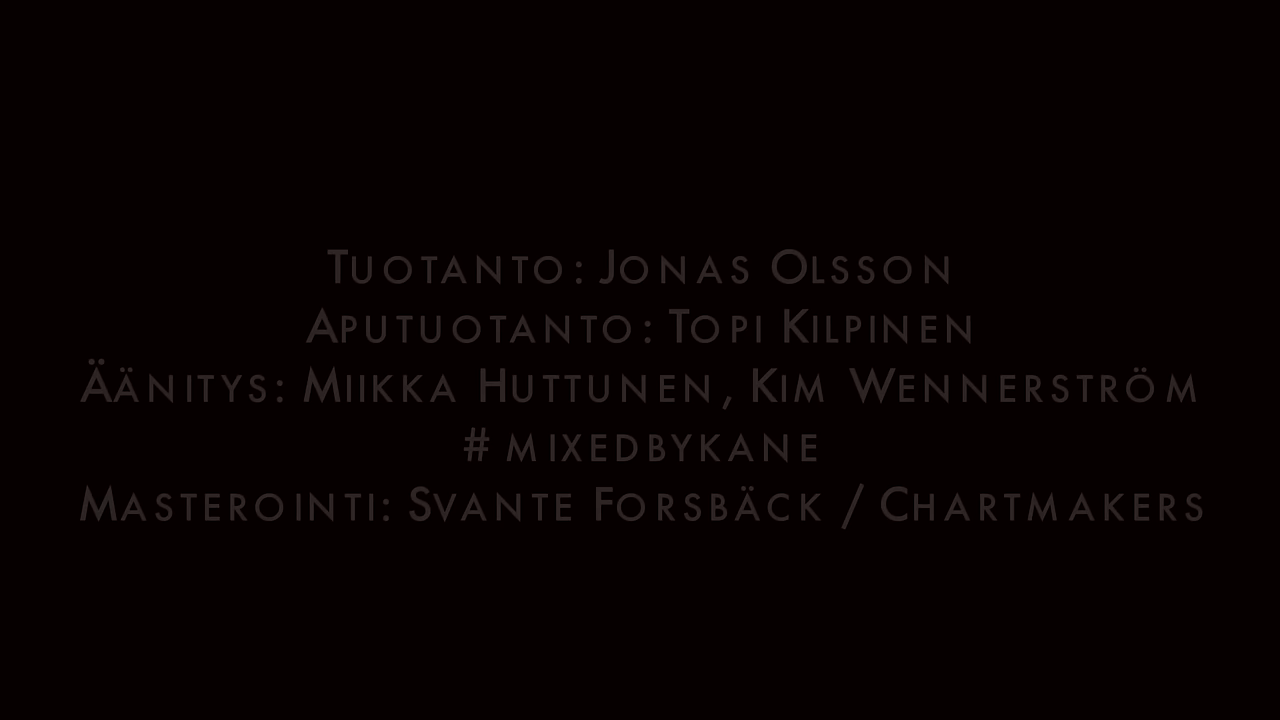 Tuotanto: Jonas Olsson
Aputuotanto: Topi Kilpinen
Äänitys: Miikka Huttunen, Kim Wennerström
# mixedbykane
Masterointi: Svante Forsbäck / Chartmakers